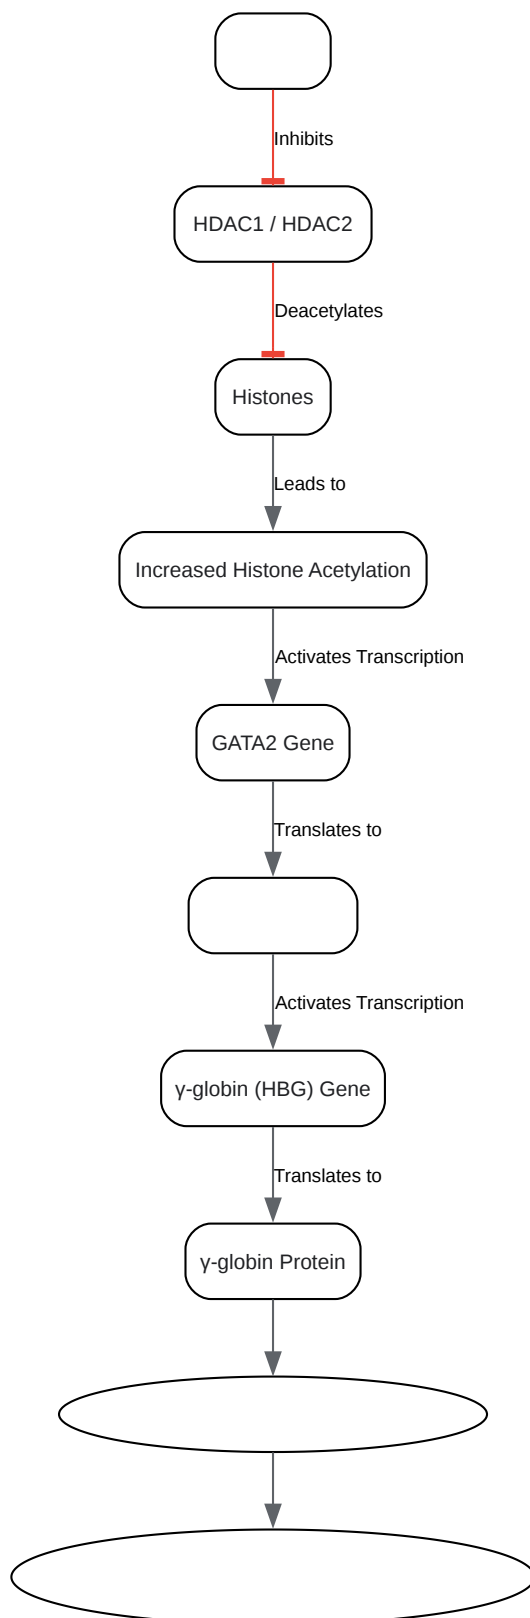 Inhibits
HDAC1 / HDAC2
Deacetylates
Histones
Leads to
Increased Histone Acetylation
Activates Transcription
GATA2 Gene
Translates to
Activates Transcription
γ-globin (HBG) Gene
Translates to
γ-globin Protein